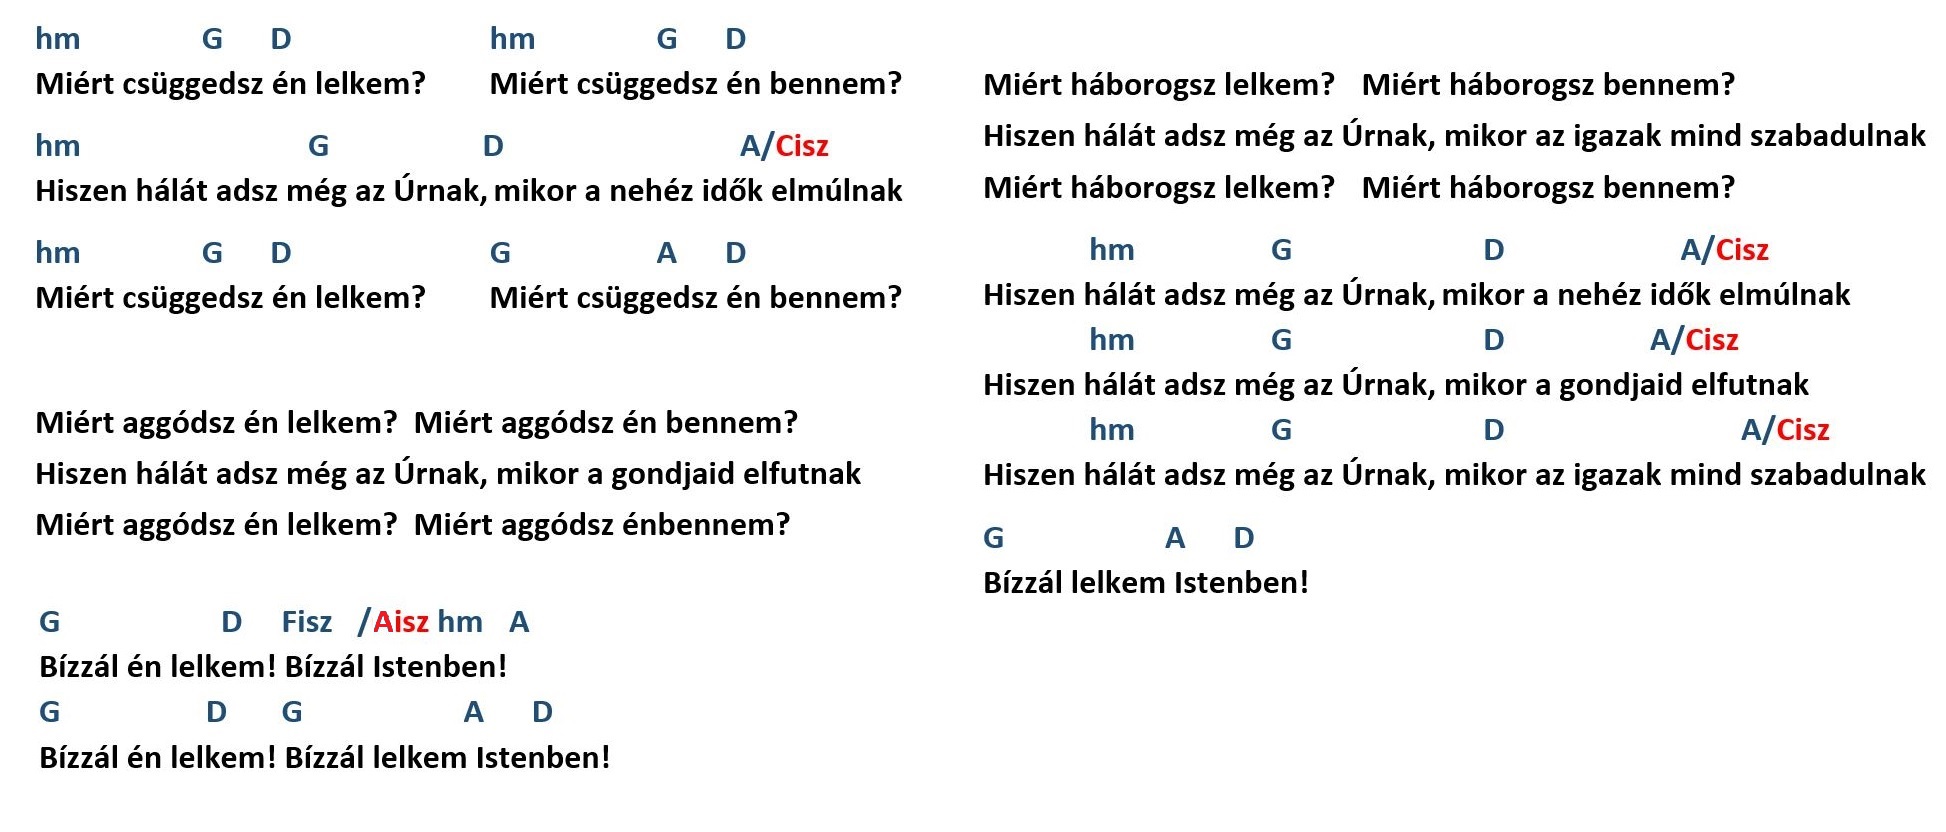 hm G D hm G D
Miért csüggedsz én lelkem? Miért csüggedsz én bennem?
hm G D A/Cisz
Hiszen hálát adsz még az Úrnak, mikor a nehéz idők elmúlnak
hm G D G A D
Miért csüggedsz én lelkem? Miért csüggedsz én bennem?
Miért aggódsz én lelkem? Miért aggódsz én bennem?
Hiszen hálát adsz még az Úrnak, mikor a gondjaid elfutnak
Miért aggódsz én lelkem? Miért aggódsz énbennem?
G D Fisz /Aisz hm A
Bízzál én lelkem! Bízzál Istenben!
G D G A D
Bízzál én lelkem! Bízzál lelkem Istenben!
Miért háborogsz lelkem? Miért háborogsz bennem?
Hiszen hálát adsz még az Úrnak, mikor az igazak mind szabadulnak
Miért háborogsz lelkem? Miért háborogsz bennem?
hm G D A/Cisz
Hiszen hálát adsz még az Úrnak, mikor a nehéz idők elmúlnak
hm G D A/Cisz
Hiszen hálát adsz még az Úrnak, mikor a gondjaid elfutnak
hm G D A/Cisz
Hiszen hálát adsz még az Úrnak, mikor az igazak mind szabadulnak
G A D
Bízzál lelkem Istenben!